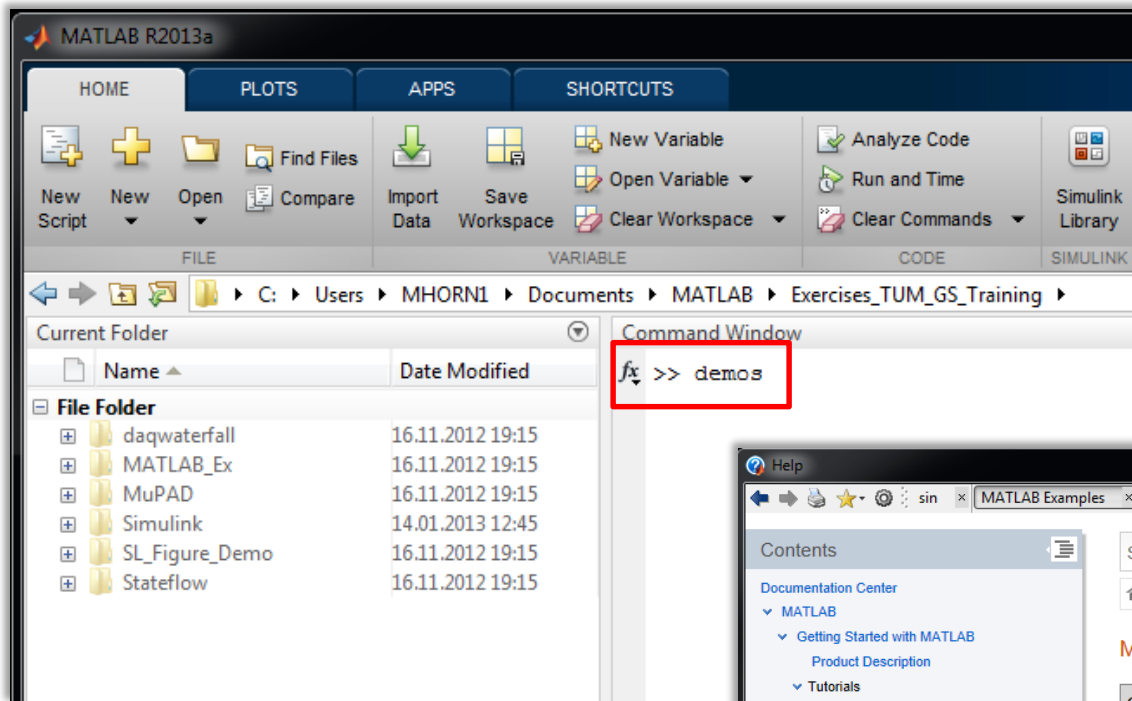 MATLAB R2013a
HOME PLOTS APPS SHORTCUTS
New Script
New
Open
Find Files
Compare
Import Data
Save Workspace
New Variable
Open Variable
Clear Workspace
Analyze Code
Run and Time
Clear Commands
Simulink Library
FILE VARIABLE CODE SIMULINK
C: Users MHORN1 Documents MATLAB Exercises_TUM_GS_Training
Current Folder
Name Date Modified
File Folder
daqwaterfall 16.11.2012 19:15
MATLAB_Ex 16.11.2012 19:15
MuPAD 16.11.2012 19:15
Simulink 14.01.2013 12:45
SL_Figure_Demo 16.11.2012 19:15
Stateflow 16.11.2012 19:15
Command Window
fx >> demos
Help
sin MATLAB Examples
Contents
Documentation Center
MATLAB
Getting Started with MATLAB
Product Description
Tutorials